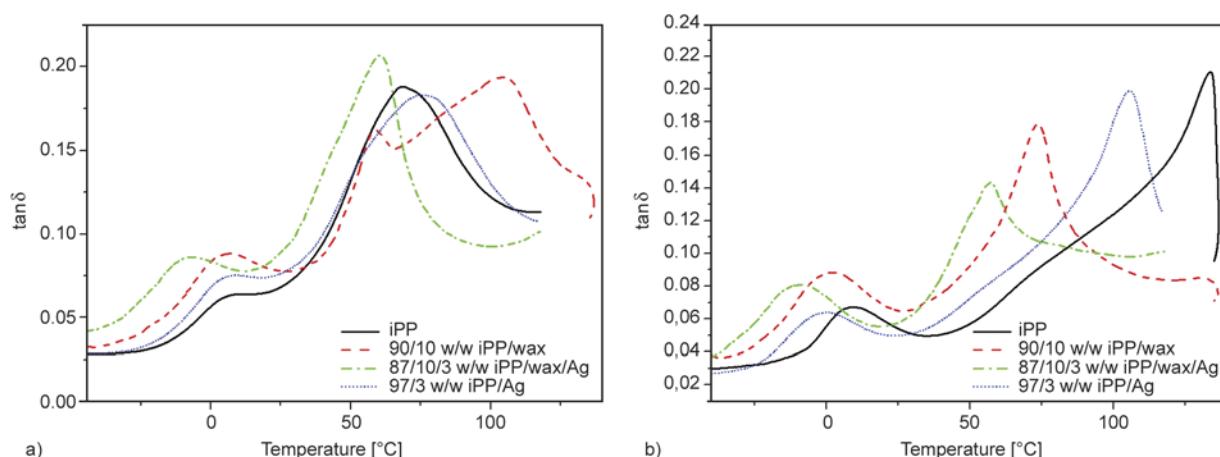 0.20
0.15
0.10
0.05
0.00
tanδ
0 50 100
Temperature [°C]
iPP
90/10 w/w iPP/wax
87/10/3 w/w iPP/wax/Ag
97/3 w/w iPP/Ag
a)
0.24
0.22
0.20
0.18
0.16
0.14
0.12
0.10
0,08
0,06
0,04
0,02
tanδ
0 50 100
Temperature [°C]
iPP
90/10 w/w iPP/wax
87/10/3 w/w iPP/wax/Ag
97/3 w/w iPP/Ag
b)